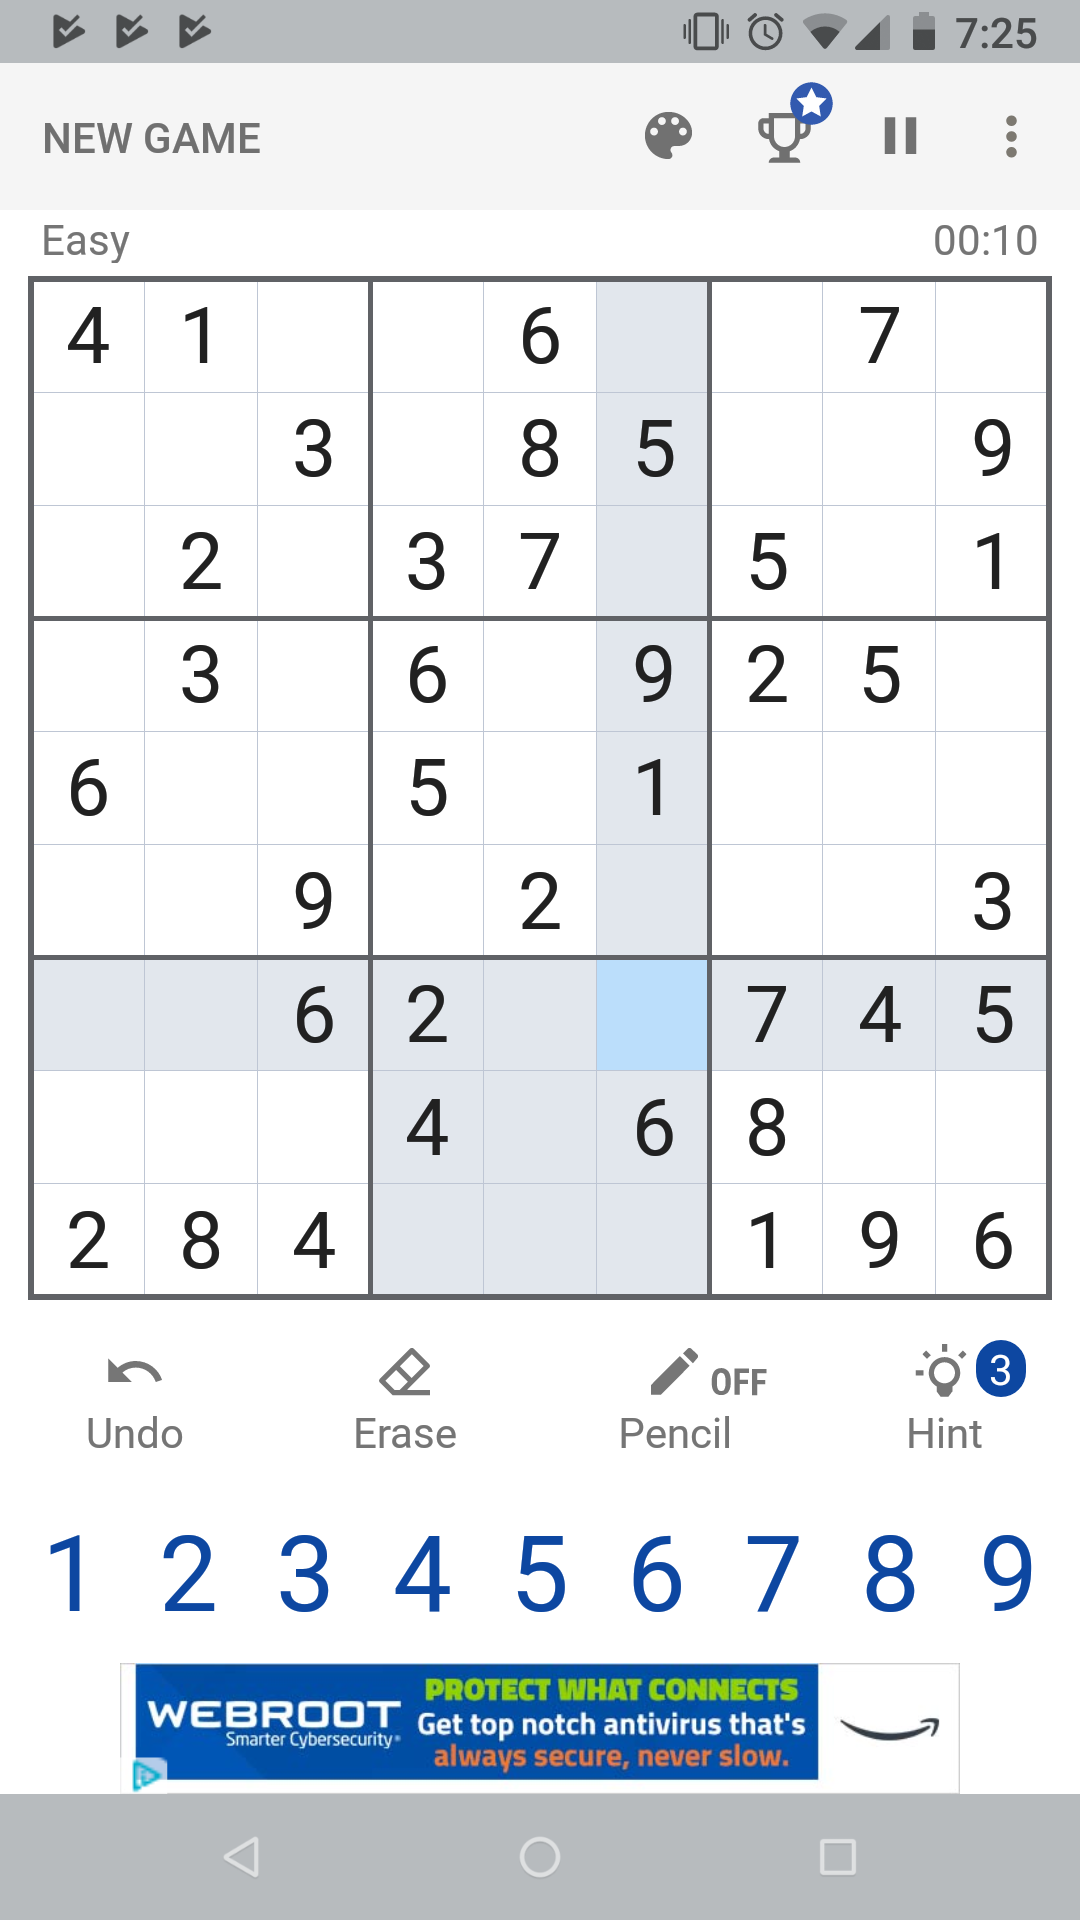 7:25
NEW GAME
Easy 00:10
4 1 6 7
3 8 5 9
2 3 7 5 1
3 6 9 2 5
6 5 1
9 2 3
6 2 7 4 5
4 6 8
2 8 4 1 9 6
OFF 3
Undo Erase Pencil Hint
1 2 3 4 5 6 7 8 9
PROTECT WHAT CONNECTS
WEBROOT Get top notch antivirus that's
Smarter Cybersecurity® always secure, never slow.